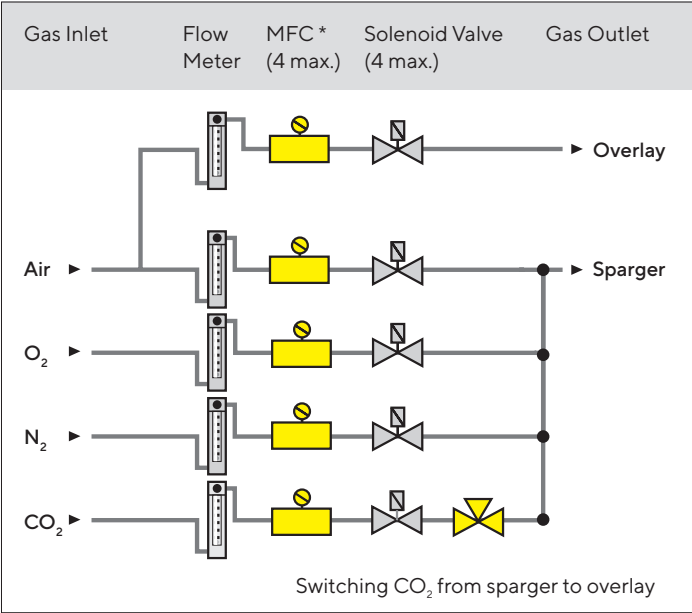 Gas Inlet Flow Meter MFC * (4 max.) Solenoid Valve (4 max.) Gas Outlet
Overlay
Air Sparger
O₂
N₂
CO₂
Switching CO₂ from sparger to overlay